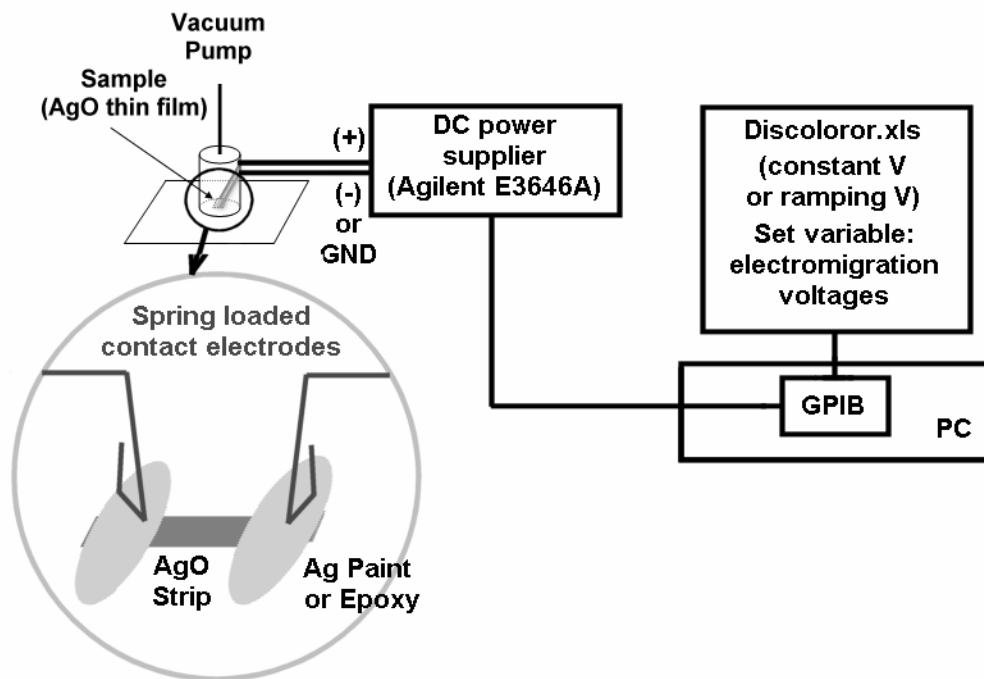 Vacuum
Pump
Sample
(AgO thin film)
(+)
(-)
or
GND
DC power
supplier
(Agilent E3646A)
Discoloror.xls
(constant V
or ramping V)
Set variable:
electromigration
voltages
GPIB
PC
Spring loaded
contact electrodes
AgO
Strip
Ag Paint
or Epoxy